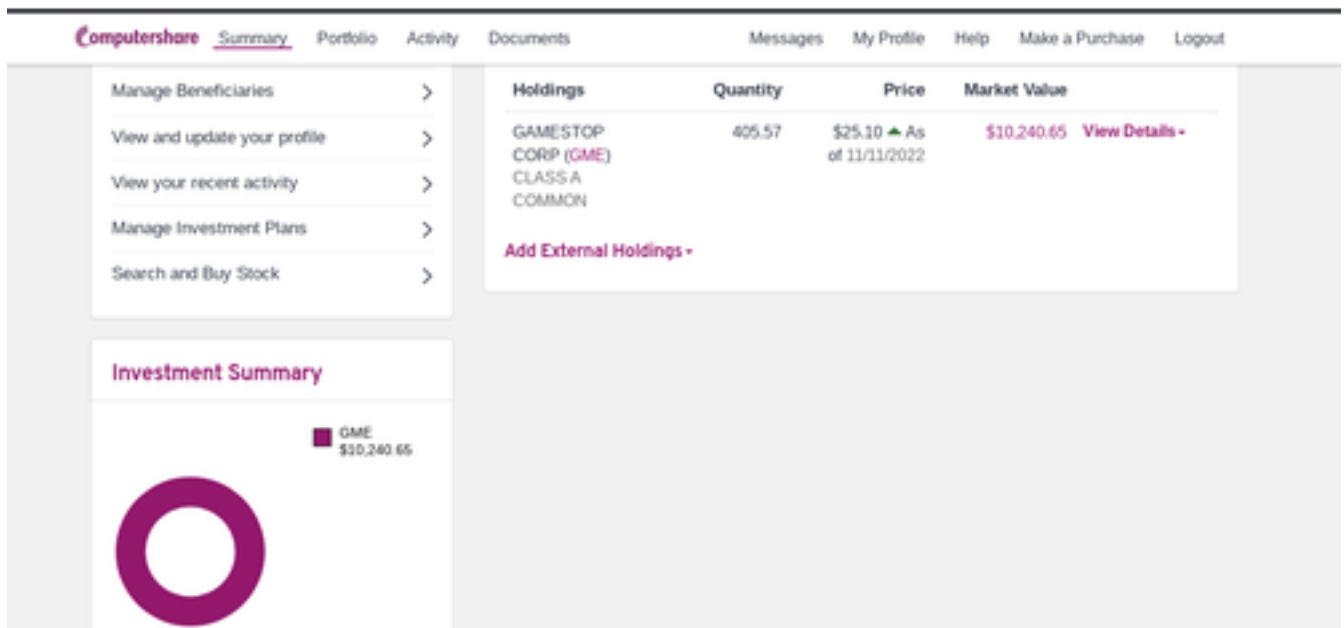 Computershare Summary Portfolio Activity Documents Messages My Profile Help Make a Purchase Logout
Manage Beneficiaries
View and update your profile
View your recent activity
Manage Investment Plans
Search and Buy Stock
Holdings Quantity Price Market Value
GAMESTOP 405.57 $25.10 As $10,240.65 View Details
CORP (GME) of 11/11/2022
CLASS A
COMMON
Add External Holdings
Investment Summary
GME
$10,240.65